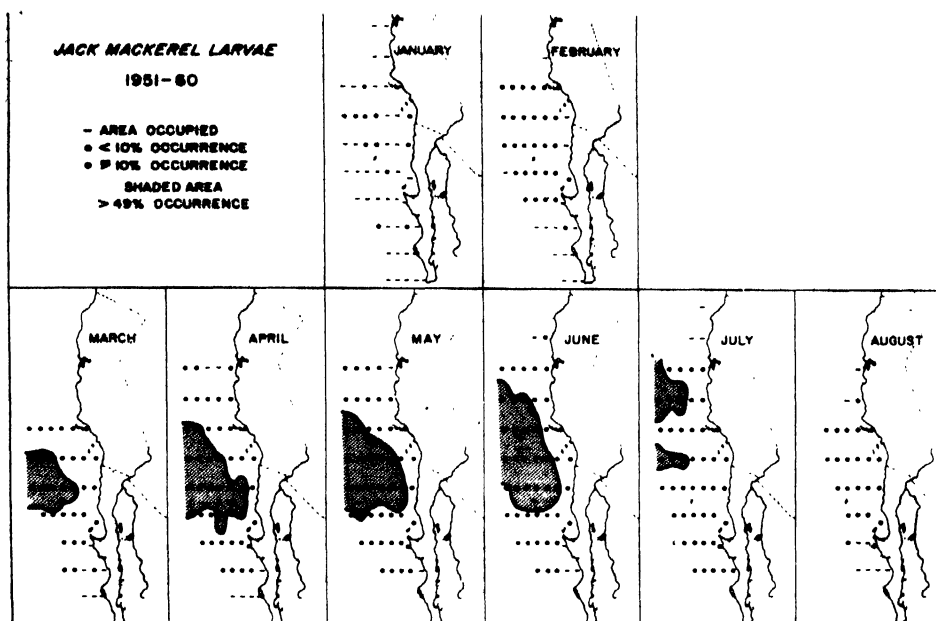 JACK MACKEREL LARVAE
1951-60
- AREA OCCUPIED
• < 10% OCCURRENCE
• ≥ 10% OCCURRENCE
SHADED AREA
> 49% OCCURRENCE
JANUARY
FEBRUARY
MARCH
APRIL
MAY
JUNE
JULY
AUGUST